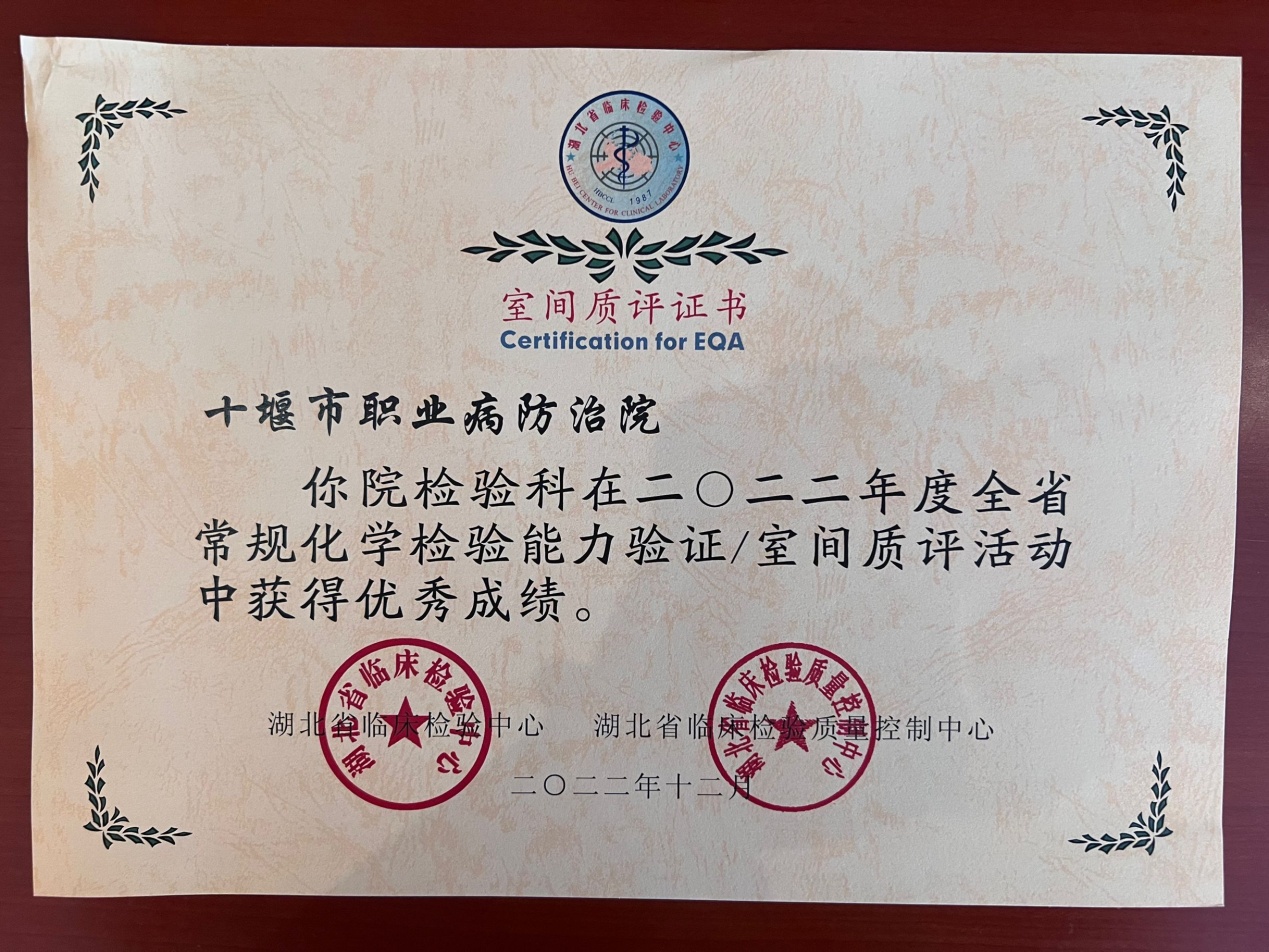 湖北省临床检验中心
HU BEI CENTER FOR CLINICAL LABORATORY
HBCCL 1987
室间质评证书
Certification for EQA
十堰市职业病防治院
你院检验科在二〇二二年度全省
常规化学检验能力验证/室间质评活动
中获得优秀成绩。
湖北省临床检验中心
湖北省临床检验质量控制中心
湖北省临床检验中心 湖北省临床检验质量控制中心
二〇二二年十二月